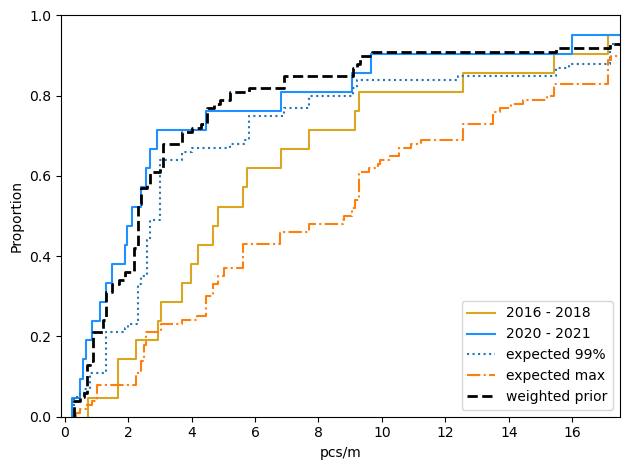 1.0
0.8
0.6
0.4
0.2
0.0
Proportion
0 2 4 6 8 10 12 14 16
pcs/m
2016 - 2018
2020 - 2021
expected 99%
expected max
weighted prior